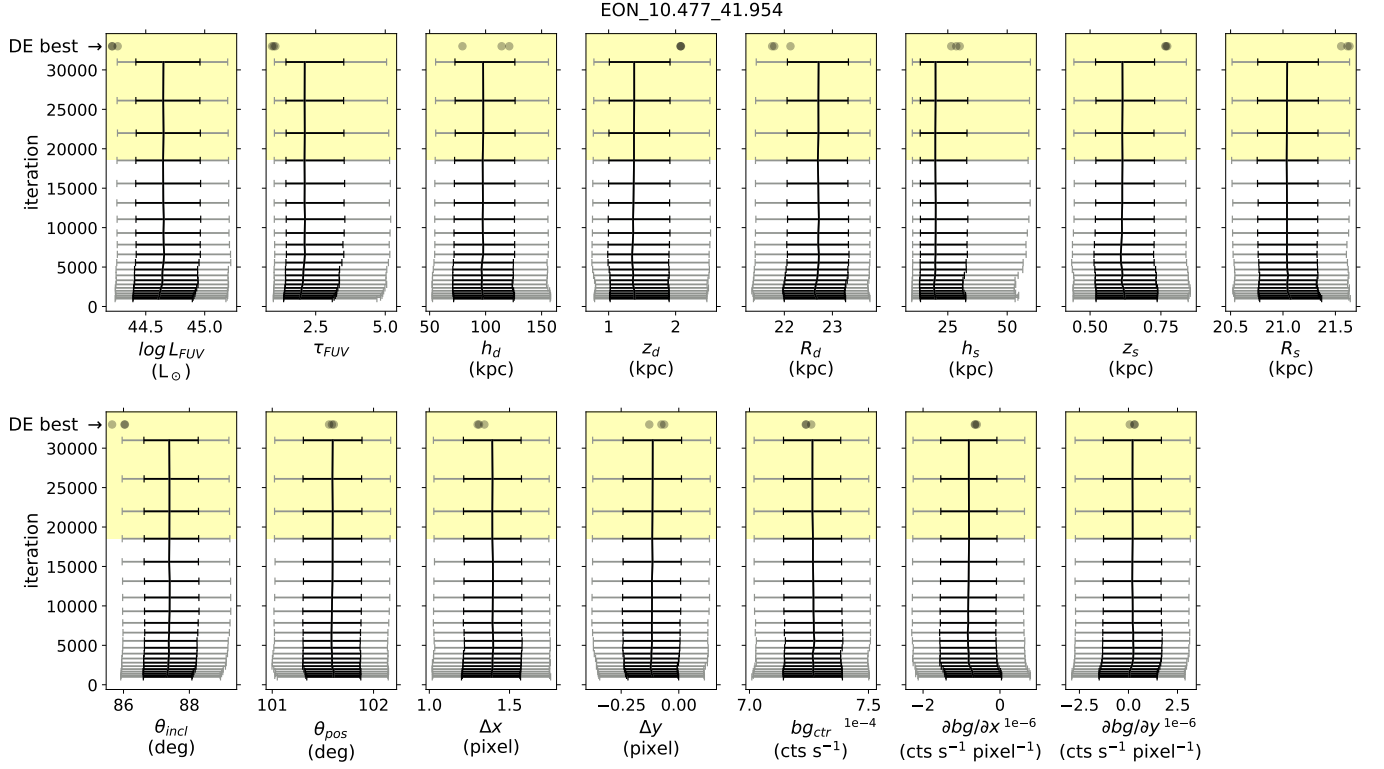 EON_10.477_41.954
DE best →
30000
25000
20000
15000
10000
5000
0
iteration
44.5 45.0
log L_FUV
(L⊙)
2.5 5.0
τ_FUV
50 100 150
h_d
(kpc)
1 2
z_d
(kpc)
22 23
R_d
(kpc)
25 50
h_s
(kpc)
0.50 0.75
z_s
(kpc)
20.5 21.0 21.5
R_s
(kpc)
DE best →
30000
25000
20000
15000
10000
5000
0
iteration
86 88
θ_incl
(deg)
101 102
θ_pos
(deg)
1.0 1.5
Δx
(pixel)
−0.25 0.00
Δy
(pixel)
7.0 7.5
bg_ctr 1e−4
(cts s⁻¹)
−2 0
∂bg/∂x 1e−6
(cts s⁻¹ pixel⁻¹)
−2.5 0.0 2.5
∂bg/∂y 1e−6
(cts s⁻¹ pixel⁻¹)